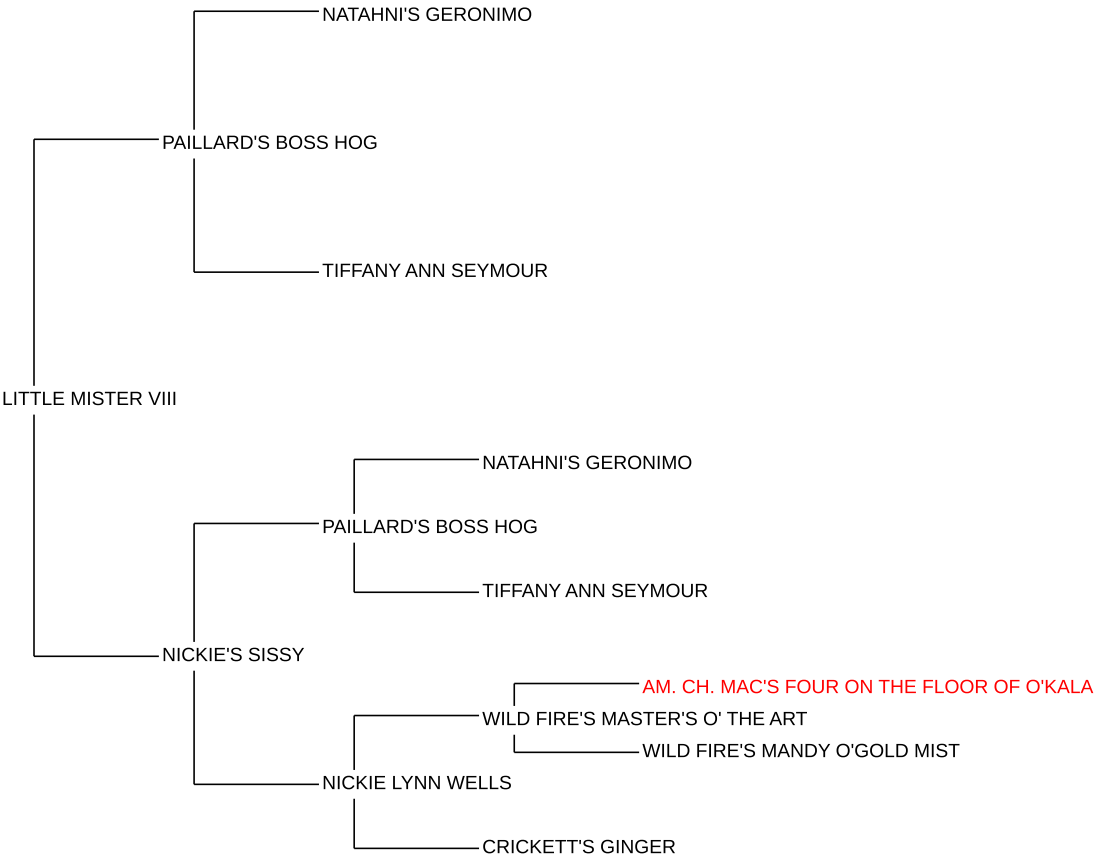 NATAHNI'S GERONIMO
PAILLARD'S BOSS HOG
TIFFANY ANN SEYMOUR
LITTLE MISTER VIII
NATAHNI'S GERONIMO
PAILLARD'S BOSS HOG
TIFFANY ANN SEYMOUR
NICKIE'S SISSY
AM. CH. MAC'S FOUR ON THE FLOOR OF O'KALA
WILD FIRE'S MASTER'S O' THE ART
WILD FIRE'S MANDY O'GOLD MIST
NICKIE LYNN WELLS
CRICKETT'S GINGER